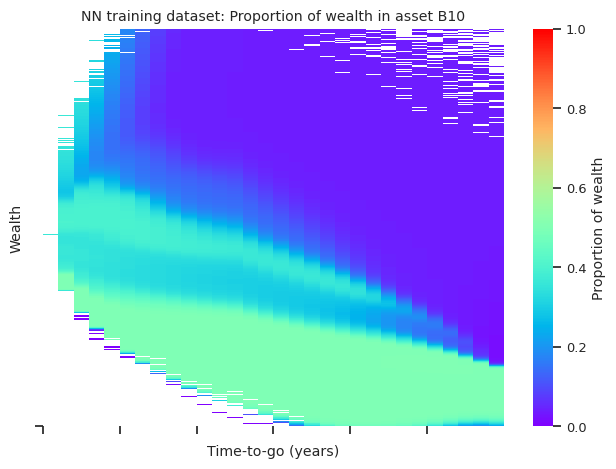 NN training dataset: Proportion of wealth in asset B10
Wealth
Time-to-go (years)
1.0
0.8
0.6
0.4
0.2
0.0
Proportion of wealth